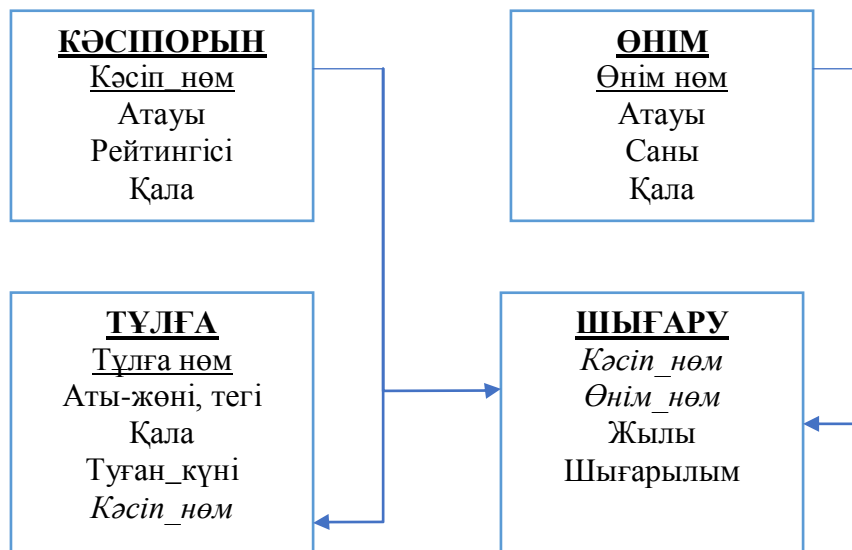 КӘСІПОРЫН
Кәсіп_нөм
Атауы
Рейтингісі
Қала
ӨНІМ
Өнім нөм
Атауы
Саны
Қала
ТҰЛҒА
Тұлға нөм
Аты-жөні, тегі
Қала
Туған_күні
Кәсіп_нөм
ШЫҒАРУ
Кәсіп_нөм
Өнім_нөм
Жылы
Шығарылым